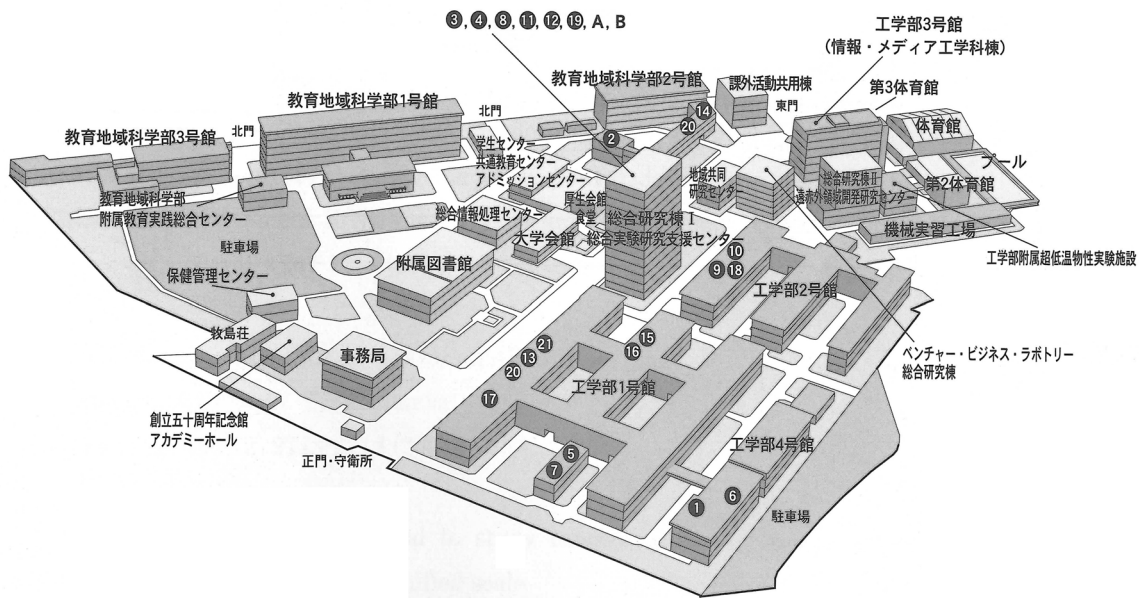 ❸, ❹, ❽, ⓫, ⓬, ⓳, A, B
工学部3号館
(情報・メディア工学科棟)
教育地域科学部2号館
課外活動共用棟
第3体育館
教育地域科学部1号館
北門
東門
⓮
体育館
教育地域科学部3号館
北門
⓴
❷
学生センター
共通教育センター
アドミッションセンター
プール
地域共同
研究センター
総合研究棟Ⅱ
遠赤外領域開発研究センター
第2体育館
教育地域科学部
附属教育実践総合センター
厚生会館
食堂
総合情報処理センター
総合研究棟Ⅰ
総合実験研究支援センター
大学会館
機械実習工場
駐車場
附属図書館
❿
❾ ⓲
工学部附属超低温物性実験施設
保健管理センター
工学部2号館
牧島荘
事務局
㉑
⓭
⓴
⓯
⓰
ベンチャー・ビジネス・ラボトリー
総合研究棟
工学部1号館
⓱
創立五十周年記念館
アカデミーホール
正門・守衛所
❺
❼
工学部4号館
❶
❻
駐車場